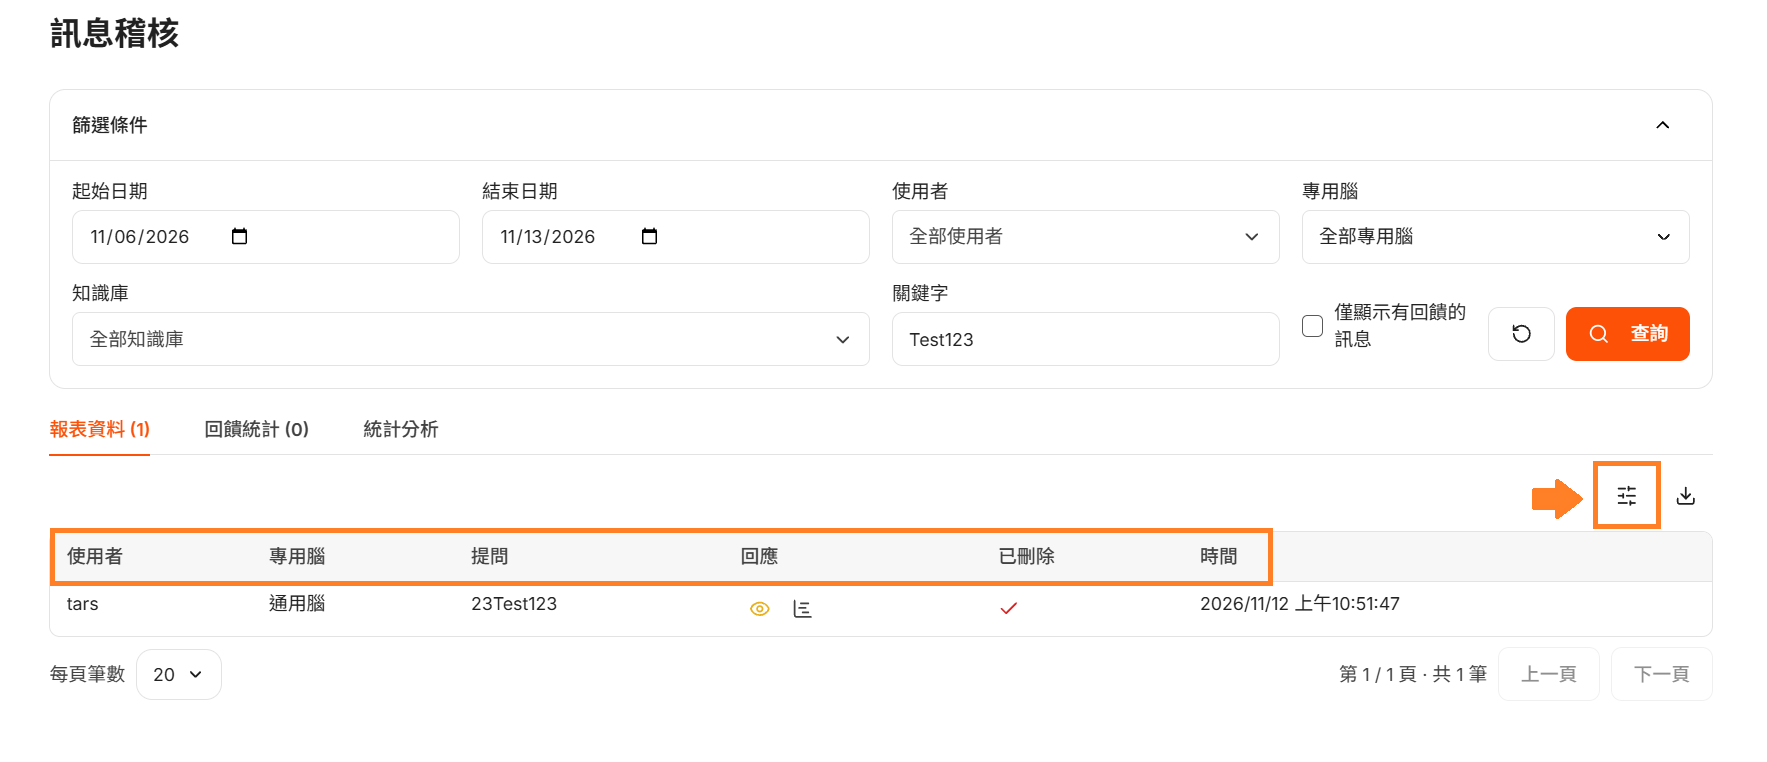 訊息稽核
篩選條件
起始日期
結束日期
使用者
專用腦
11/06/2026
11/13/2026
全部使用者
全部專用腦
知識庫
關鍵字
全部知識庫
Test123
僅顯示有回饋的
訊息
查詢
報表資料 (1)
回饋統計 (0)
統計分析
使用者
專用腦
提問
回應
已刪除
時間
tars
通用腦
23Test123
2026/11/12 上午10:51:47
每頁筆數
20
第 1 / 1 頁 · 共 1 筆
上一頁
下一頁